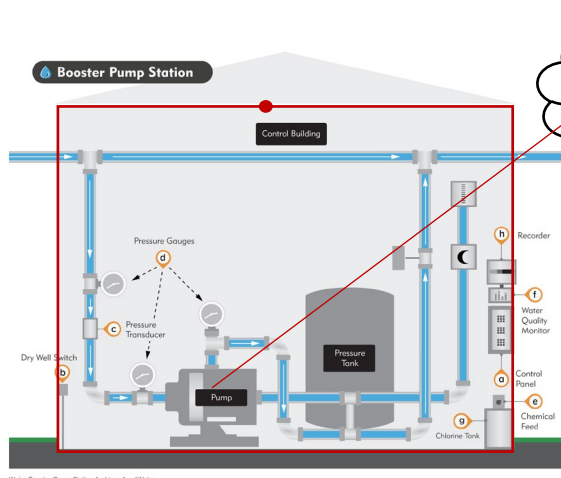 Booster Pump Station
Control Building
Pressure Gauges
d
h
Recorder
f
Water
Quality
Monitor
c
Pressure
Transducer
Dry Well Switch
b
Pressure
Tank
a
Control
Panel
Pump
e
Chemical
Feed
g
Chlorine Tank